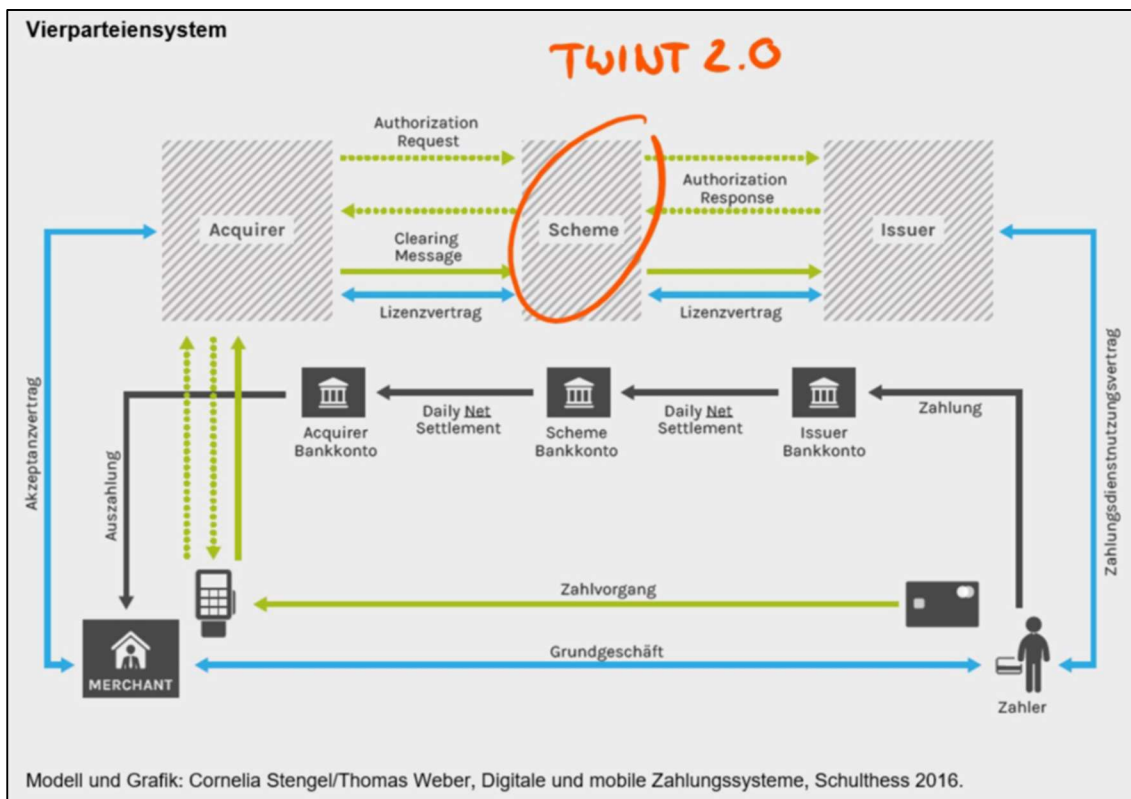 Vierparteiensystem
TWINT 2.0
Authorization
Request
Authorization
Response
Acquirer
Scheme
Issuer
Clearing
Message
Lizenzvertrag
Lizenzvertrag
Akzeptanzvertrag
Auszahlung
Acquirer
Bankkonto
Daily Net
Settlement
Scheme
Bankkonto
Daily Net
Settlement
Issuer
Bankkonto
Zahlung
Zahlungsdienstnutzungsvertrag
Zahlvorgang
Grundgeschäft
MERCHANT
Zahler
Modell und Grafik: Cornelia Stengel/Thomas Weber, Digitale und mobile Zahlungssysteme, Schulthess 2016.